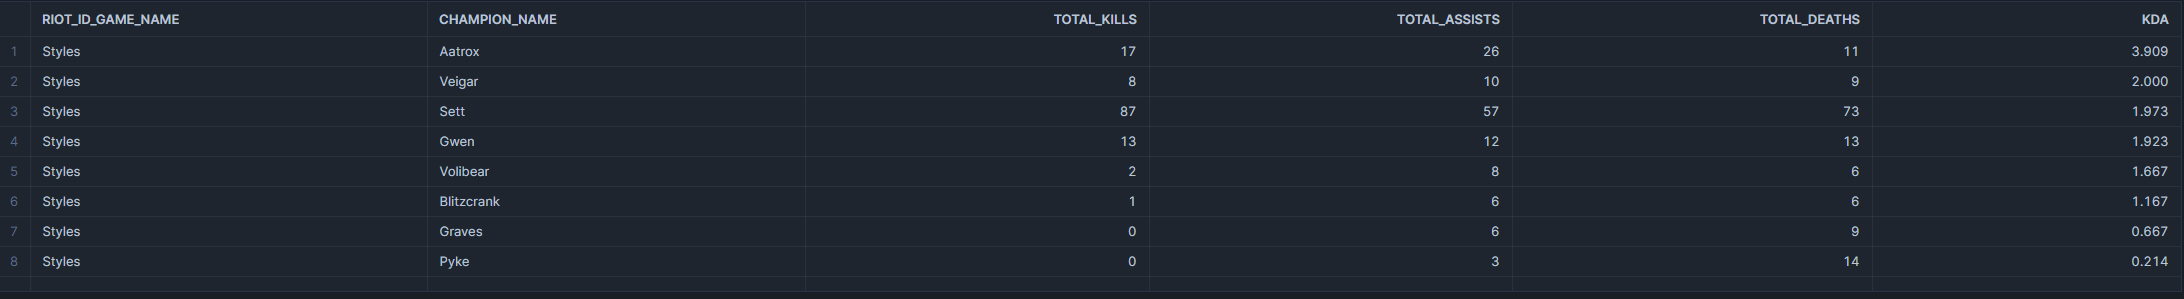 RIOT_ID_GAME_NAME CHAMPION_NAME TOTAL_KILLS TOTAL_ASSISTS TOTAL_DEATHS KDA
1 Styles Aatrox 17 26 11 3.909
2 Styles Veigar 8 10 9 2.000
3 Styles Sett 87 57 73 1.973
4 Styles Gwen 13 12 13 1.923
5 Styles Volibear 2 8 6 1.667
6 Styles Blitzcrank 1 6 6 1.167
7 Styles Graves 0 6 9 0.667
8 Styles Pyke 0 3 14 0.214